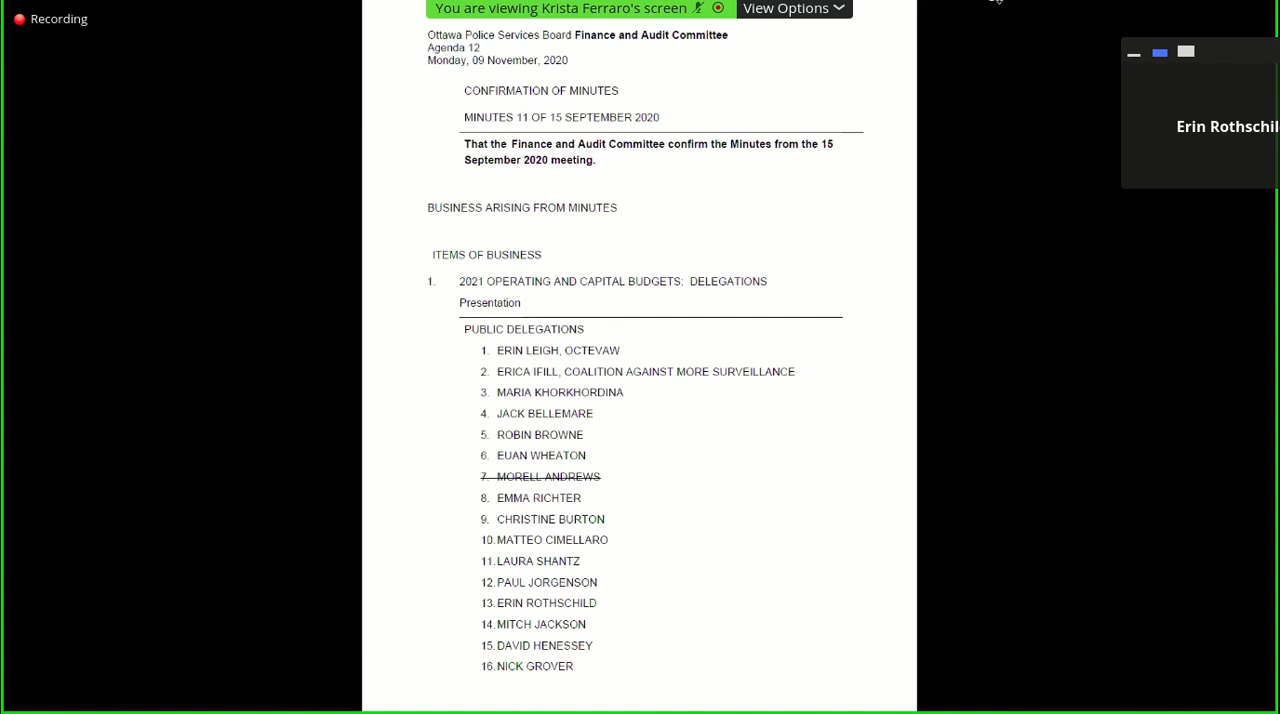 Recording
You are viewing Krista Ferraro's screen
View Options
Ottawa Police Services Board Finance and Audit Committee
Agenda 12
Monday, 09 November, 2020
CONFIRMATION OF MINUTES
MINUTES 11 OF 15 SEPTEMBER 2020
That the Finance and Audit Committee confirm the Minutes from the 15
September 2020 meeting.
BUSINESS ARISING FROM MINUTES
ITEMS OF BUSINESS
1. 2021 OPERATING AND CAPITAL BUDGETS: DELEGATIONS
Presentation
PUBLIC DELEGATIONS
1. ERIN LEIGH, OCTEVAW
2. ERICA IFILL, COALITION AGAINST MORE SURVEILLANCE
3. MARIA KHORKHORDINA
4. JACK BELLEMARE
5. ROBIN BROWNE
6. EUAN WHEATON
7. MORELL ANDREWS
8. EMMA RICHTER
9. CHRISTINE BURTON
10. MATTEO CIMELLARO
11. LAURA SHANTZ
12. PAUL JORGENSON
13. ERIN ROTHSCHILD
14. MITCH JACKSON
15. DAVID HENESSEY
16. NICK GROVER
Erin Rothschil